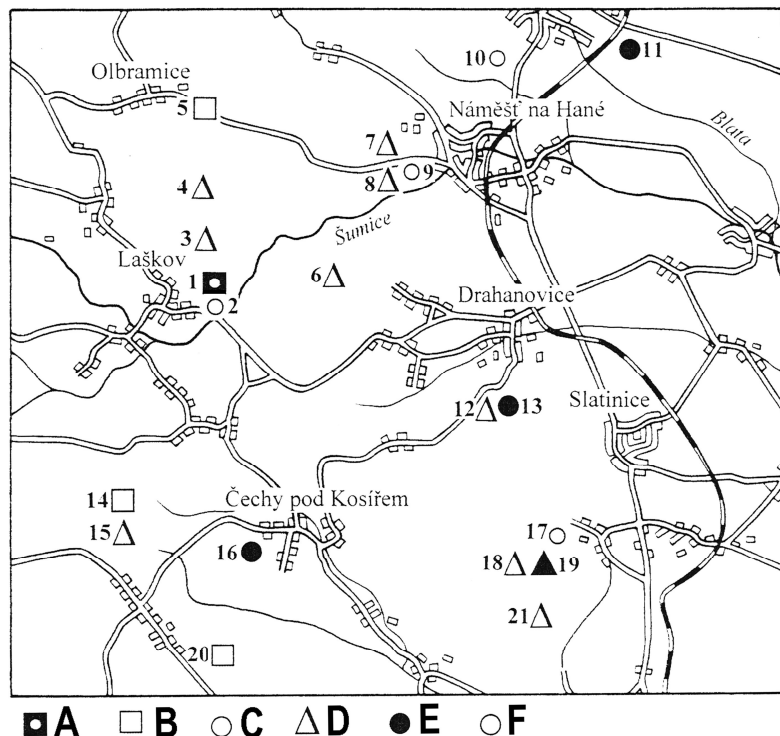 10
11
Olbramice
5
Náměšť na Hané
Blata
7
8
9
4
3
Šumice
Laškov
1
2
6
Drahanovice
12
13
Slatinice
14
15
Čechy pod Kosířem
16
17
18
19
21
20
A B C D E F